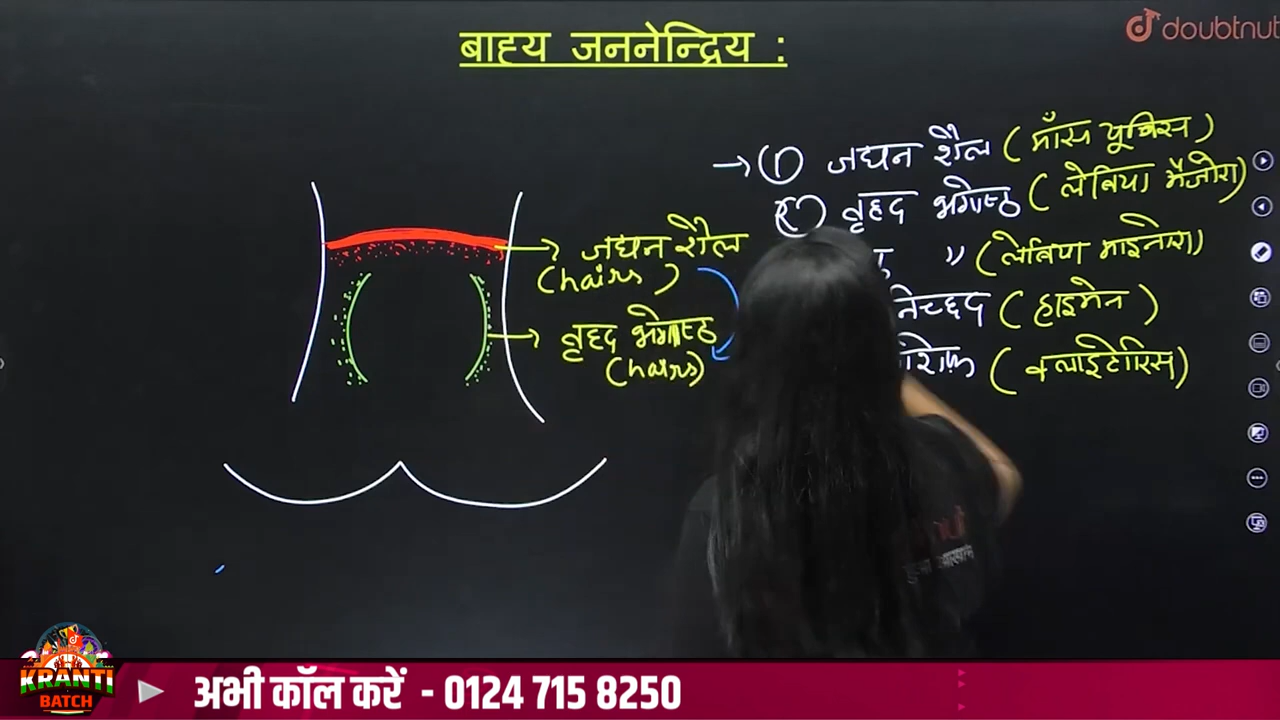 doubtnut
बाह्य जननेन्द्रिय :
→ (1) जघन शैल (माँस प्यूबिस)
बृहद भगोष्ठ (लेबिया मेजोरा)
" (लेबिया माइनोरा)
(हाइमेन)
(क्लाइटोरिस)
जघन शैल
(hairs)
बृहद भगोष्ठ
(hairs)
KRANTI
BATCH
अभी कॉल करें - 0124 715 8250